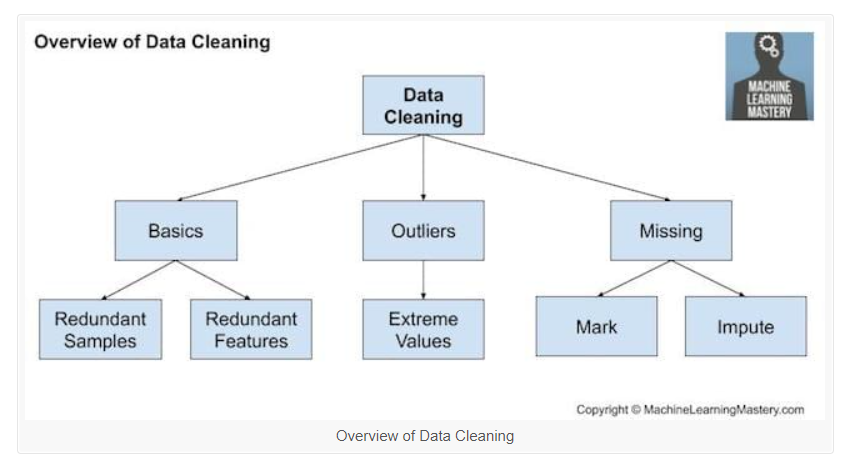 Overview of Data Cleaning
MACHINE
LEARNING
MASTERY
Data
Cleaning
Basics
Outliers
Missing
Redundant
Samples
Redundant
Features
Extreme
Values
Mark
Impute
Copyright © MachineLearningMastery.com
Overview of Data Cleaning